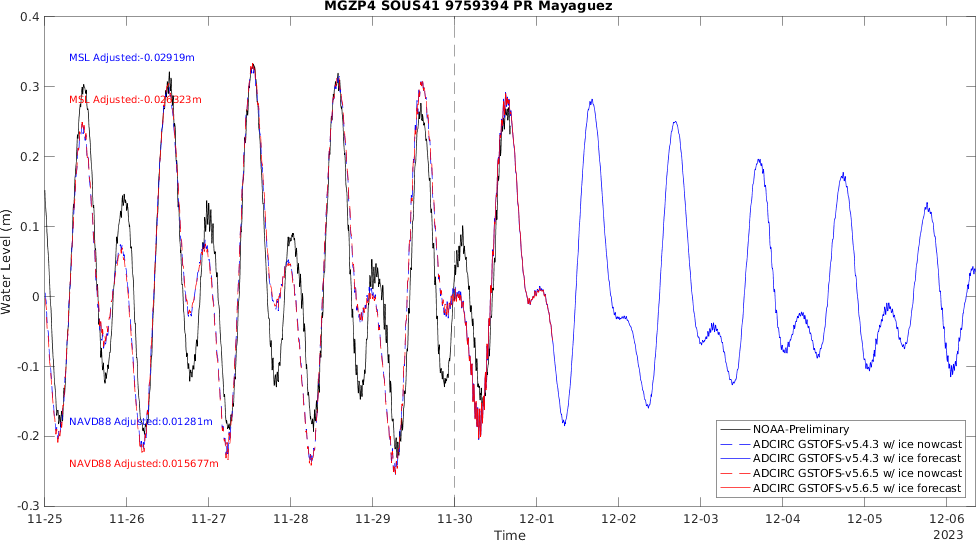 MGZP4 SOUS41 9759394 PR Mayaguez
0.4
0.3
0.2
0.1
0
-0.1
-0.2
-0.3
Water Level (m)
MSL Adjusted:-0.02919m
MSL Adjusted:-0.026323m
NAVD88 Adjusted:0.01281m
NAVD88 Adjusted:0.015677m
NOAA-Preliminary
ADCIRC GSTOFS-v5.4.3 w/ ice nowcast
ADCIRC GSTOFS-v5.4.3 w/ ice forecast
ADCIRC GSTOFS-v5.6.5 w/ ice nowcast
ADCIRC GSTOFS-v5.6.5 w/ ice forecast
11-25 11-26 11-27 11-28 11-29 11-30 12-01 12-02 12-03 12-04 12-05 12-06
Time 2023